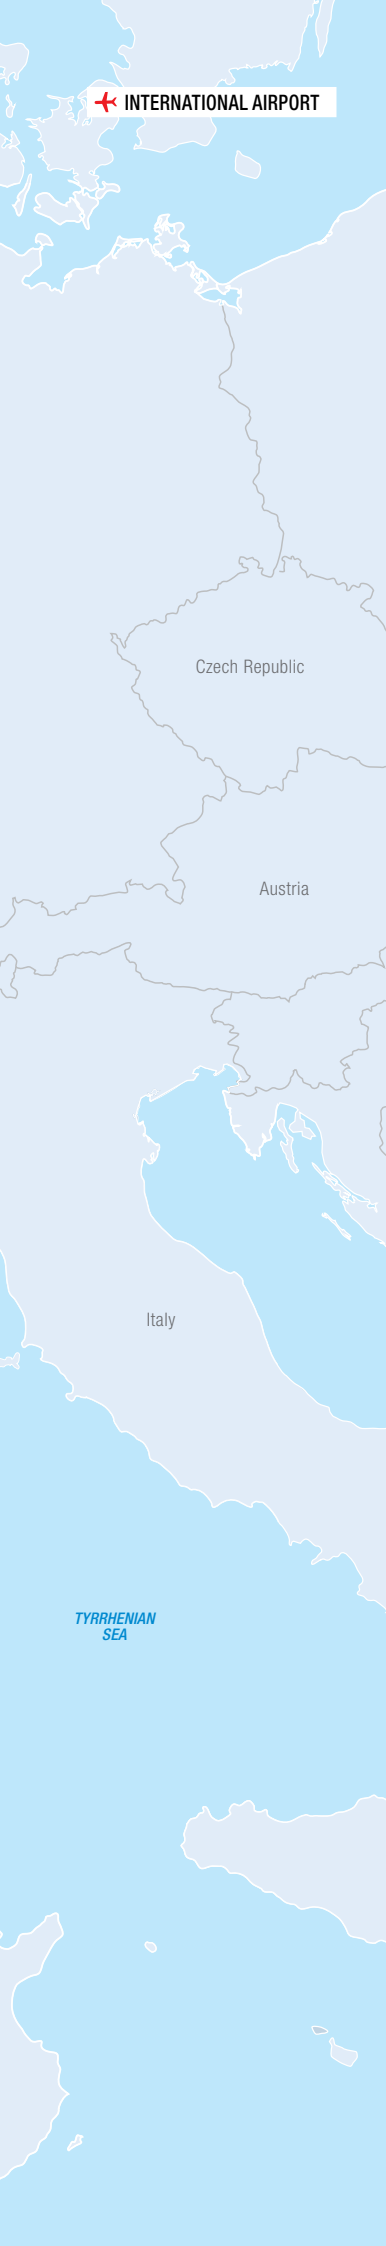 INTERNATIONAL AIRPORT
Czech Republic
Austria
Italy
TYRRHENIAN
SEA